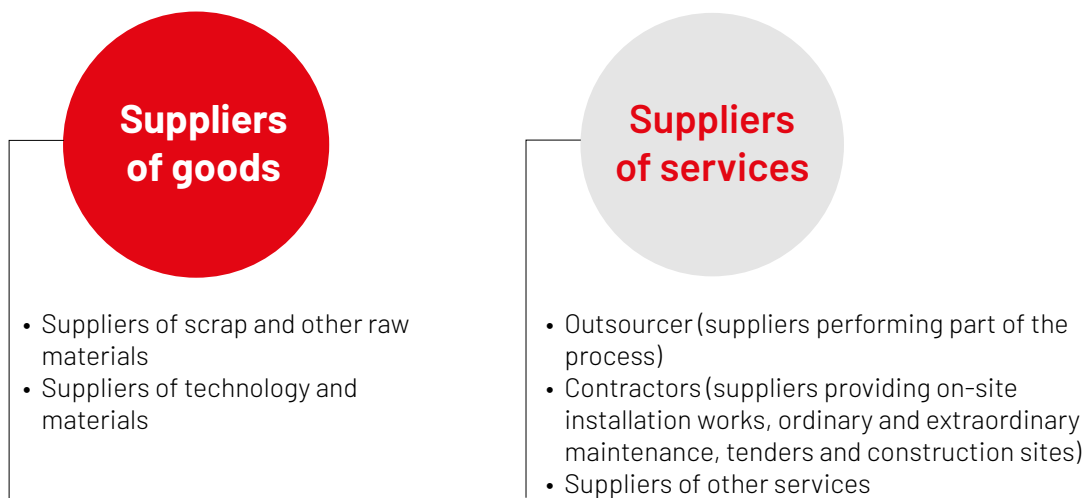 Suppliers
of goods
• Suppliers of scrap and other raw
materials
• Suppliers of technology and
materials
Suppliers
of services
• Outsourcer (suppliers performing part of the
process)
• Contractors (suppliers providing on-site
installation works, ordinary and extraordinary
maintenance, tenders and construction sites)
• Suppliers of other services